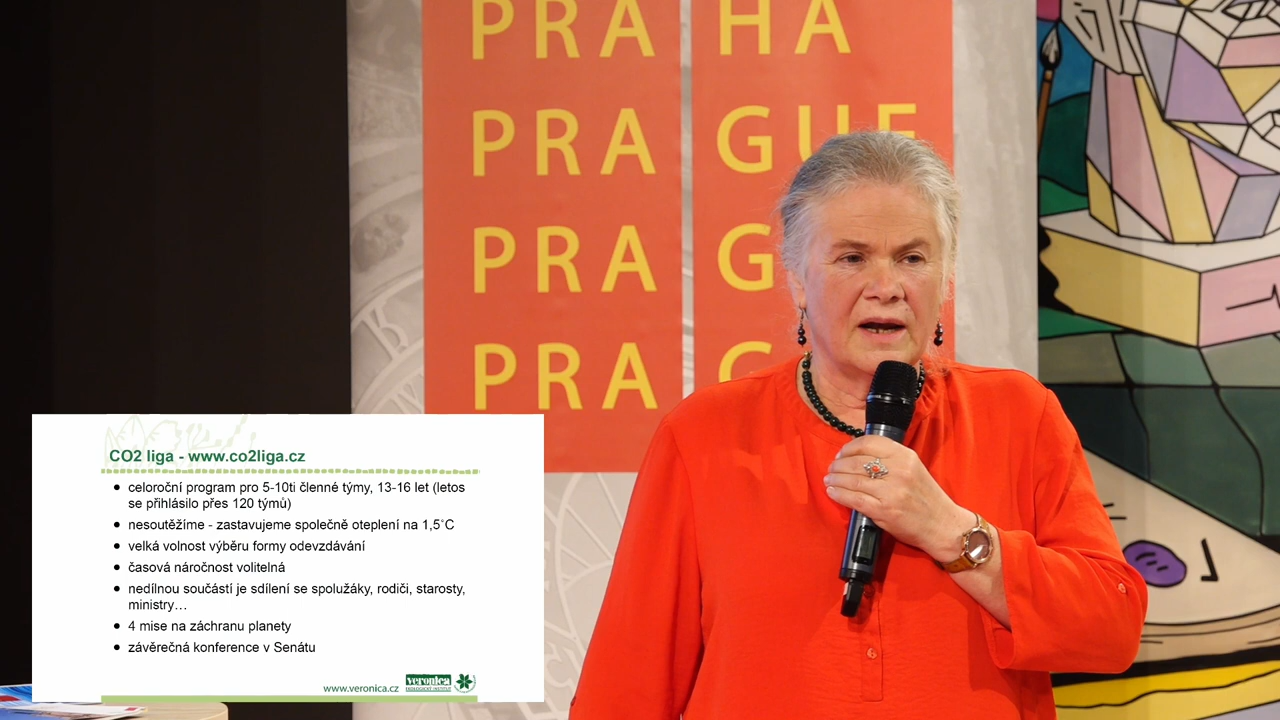 PRA HA
PRA GUE
PRA G
PRA G
CO2 liga - www.co2liga.cz
celoroční program pro 5-10ti členné týmy, 13-16 let (letos
se přihlásilo přes 120 týmů)
nesoutěžíme - zastavujeme společně oteplení na 1,5°C
velká volnost výběru formy odevzdávání
časová náročnost volitelná
nedílnou součástí je sdílení se spolužáky, rodiči, starosty,
ministry…
4 mise na záchranu planety
závěrečná konference v Senátu
www.veronica.cz
veronica
EKOLOGICKÝ INSTITUT